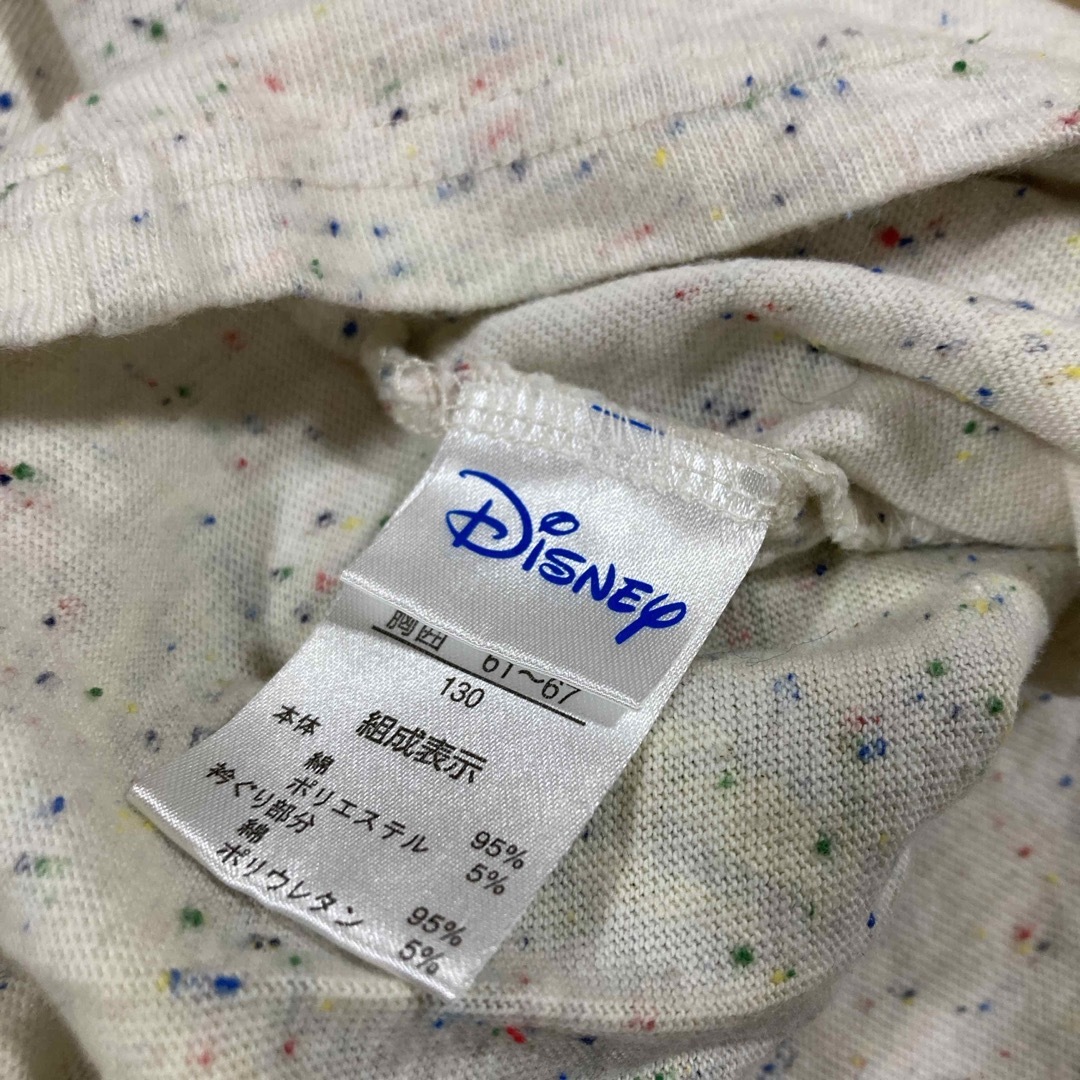 Disney
胸囲 61〜67
130
組成表示
本体
綿 95%
ポリエステル 5%
衿ぐり部分
綿 95%
ポリウレタン 5%